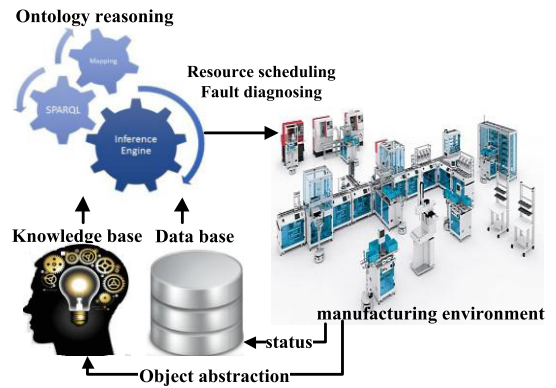 Ontology reasoning
Mapping
SPARQL
Inference
Engine
Resource scheduling
Fault diagnosing
Knowledge base
Data base
manufacturing environment
status
Object abstraction